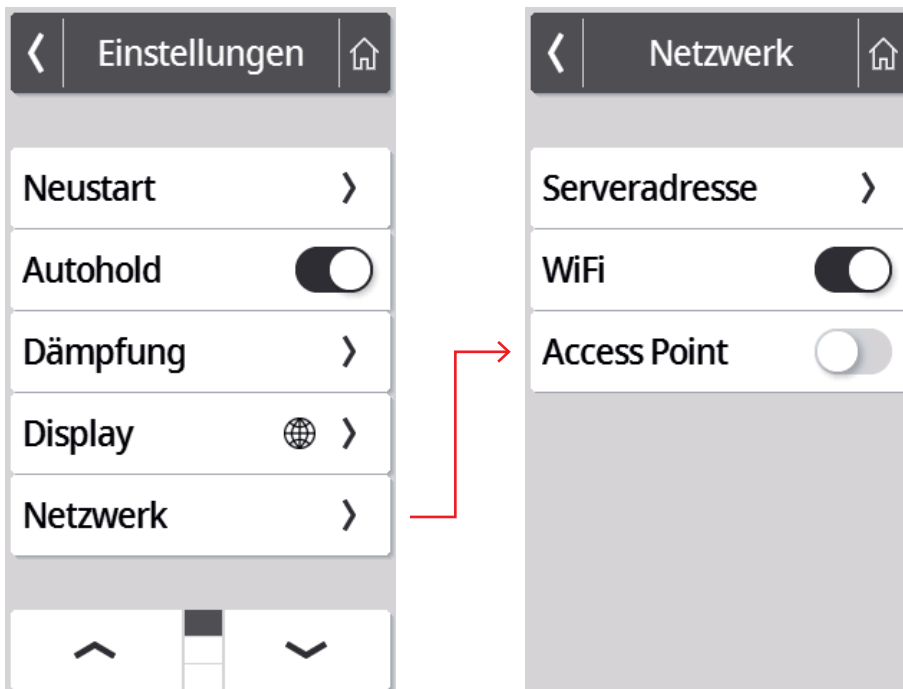 Einstellungen
Neustart
Autohold
Dämpfung
Display
Netzwerk
Netzwerk
Serveradresse
WiFi
Access Point